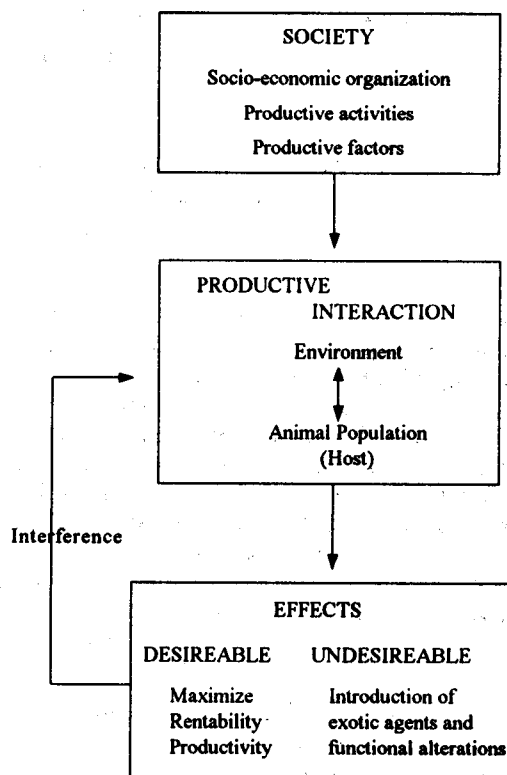 SOCIETY
Socio-economic organization
Productive activities
Productive factors
PRODUCTIVE
INTERACTION
Environment
Animal Population
(Host)
Interference
EFFECTS
DESIREABLE UNDESIREABLE
Maximize Introduction of
Rentability exotic agents and
Productivity functional alterations